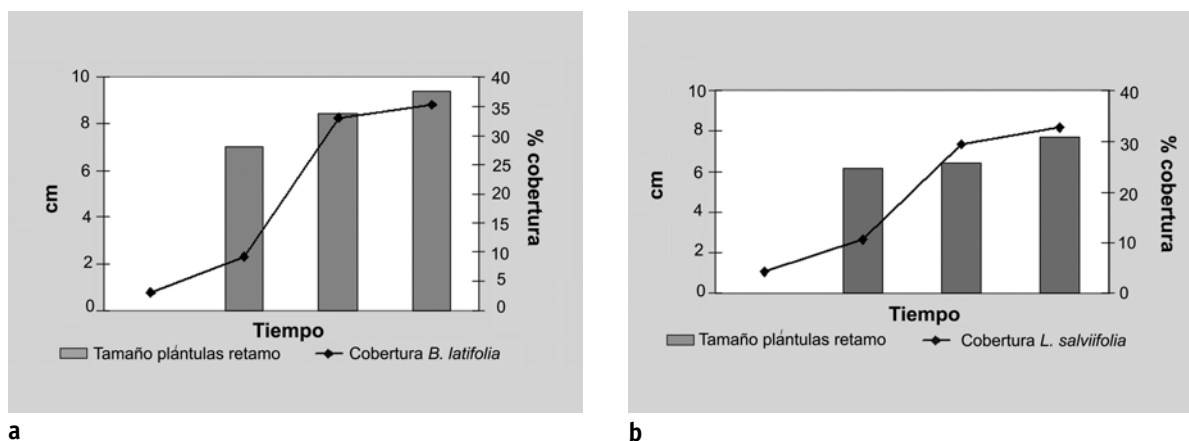 10
8
6
4
2
0
cm
40
35
30
25
20
15
10
5
0
% cobertura
Tiempo
Tamaño plántulas retamo
Cobertura B. latifolia
a
10
8
6
4
2
0
cm
40
30
20
10
0
% cobertura
Tiempo
Tamaño plántulas retamo
Cobertura L. salviifolia
b